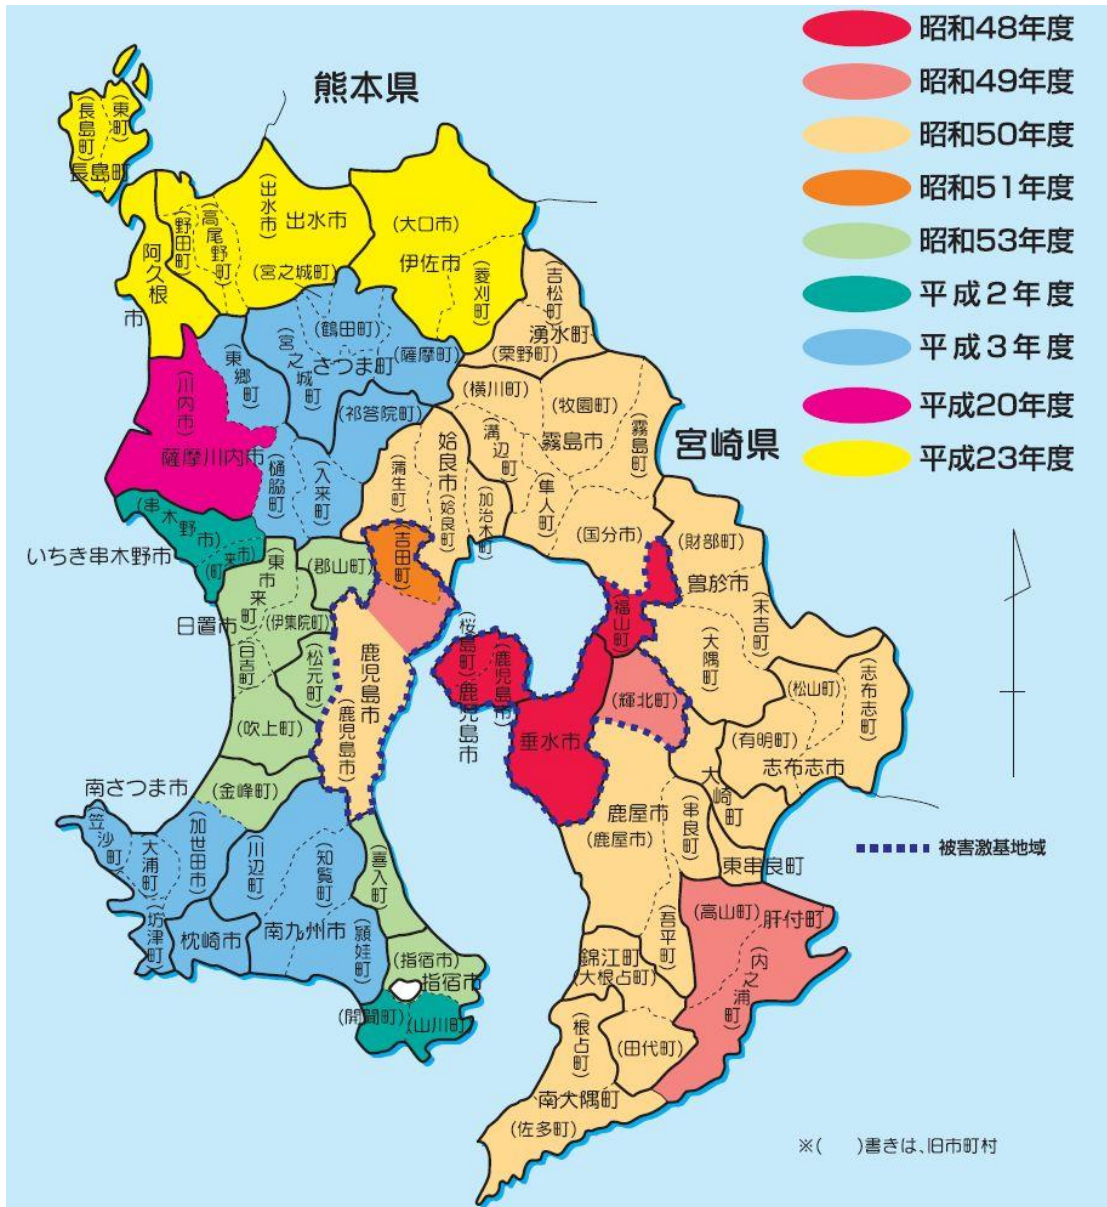 昭和48年度
昭和49年度
昭和50年度
昭和51年度
昭和53年度
平成2年度
平成3年度
平成20年度
平成23年度
熊本県
宮崎県
(長島町)
(東町)
長島町
阿久根市
(野田町)
(高尾野町)
(出水市)
出水市
(大口市)
伊佐市
(菱刈町)
(宮之城町)
(鶴田町)
(宮之城町)
さつま町
(薩摩町)
(吉松町)
湧水町
(栗野町)
(川内市)
(東郷町)
(祁答院町)
薩摩川内市
(樋脇町)
(入来町)
(横川町)
(牧園町)
(溝辺町)
霧島市
(霧島町)
(隼人町)
(国分市)
(福山町)
(蒲生町)
姶良市
(姶良町)
(加治木町)
(串木野市)
(市来町)
いちき串木野市
(東市来町)
日置市
(伊集院町)
(日吉町)
(吹上町)
(郡山町)
(吉田町)
(松元町)
鹿児島市
(鹿児島市)
(桜島町)
(鹿児島市)
鹿児島市
(喜入町)
垂水市
(財部町)
曽於市
(末吉町)
(大隅町)
(輝北町)
(松山町)
(志布志町)
(有明町)
志布志市
大崎町
鹿屋市
(鹿屋市)
(串良町)
東串良町
(吾平町)
(高山町)
肝付町
(内之浦町)
錦江町
(大根占町)
(田代町)
(根占町)
南大隅町
(佐多町)
南さつま市
(金峰町)
(笠沙町)
(大浦町)
(加世田市)
(坊津町)
枕崎市
(川辺町)
(知覧町)
南九州市
(頴娃町)
(指宿市)
指宿市
(開聞町)
(山川町)
被害激甚地域
※(　　)書きは、旧市町村